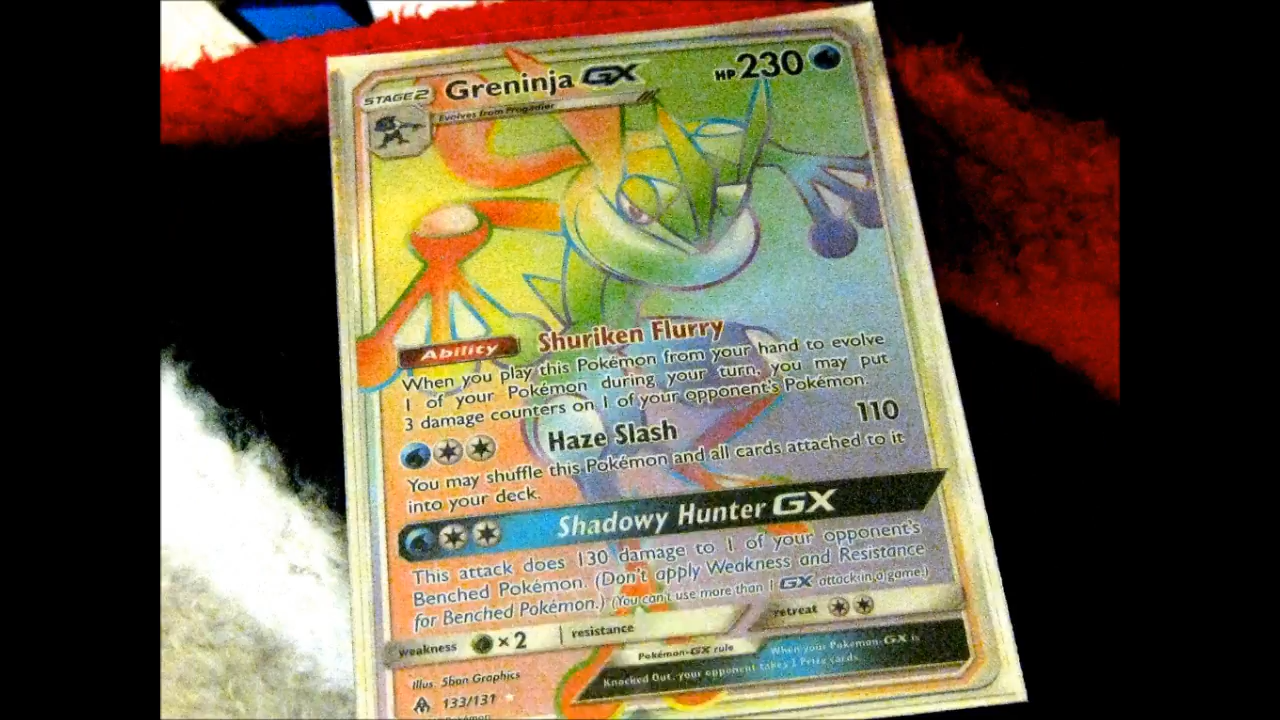 STAGE 2 Greninja GX HP 230
Evolves from Frogadier
Ability Shuriken Flurry
When you play this Pokémon from your hand to evolve
1 of your Pokémon during your turn, you may put
3 damage counters on 1 of your opponent's Pokémon.
Haze Slash 110
You may shuffle this Pokémon and all cards attached to it
into your deck.
Shadowy Hunter GX
This attack does 130 damage to 1 of your opponent's
Benched Pokémon. (Don't apply Weakness and Resistance
for Benched Pokémon.) (You can't use more than 1 GX attack in a game.)
weakness ×2 resistance retreat
Pokémon-GX rule When your Pokémon-GX is
Knocked Out, your opponent takes 2 Prize cards.
Illus. 5ban Graphics
133/131
Pokémon